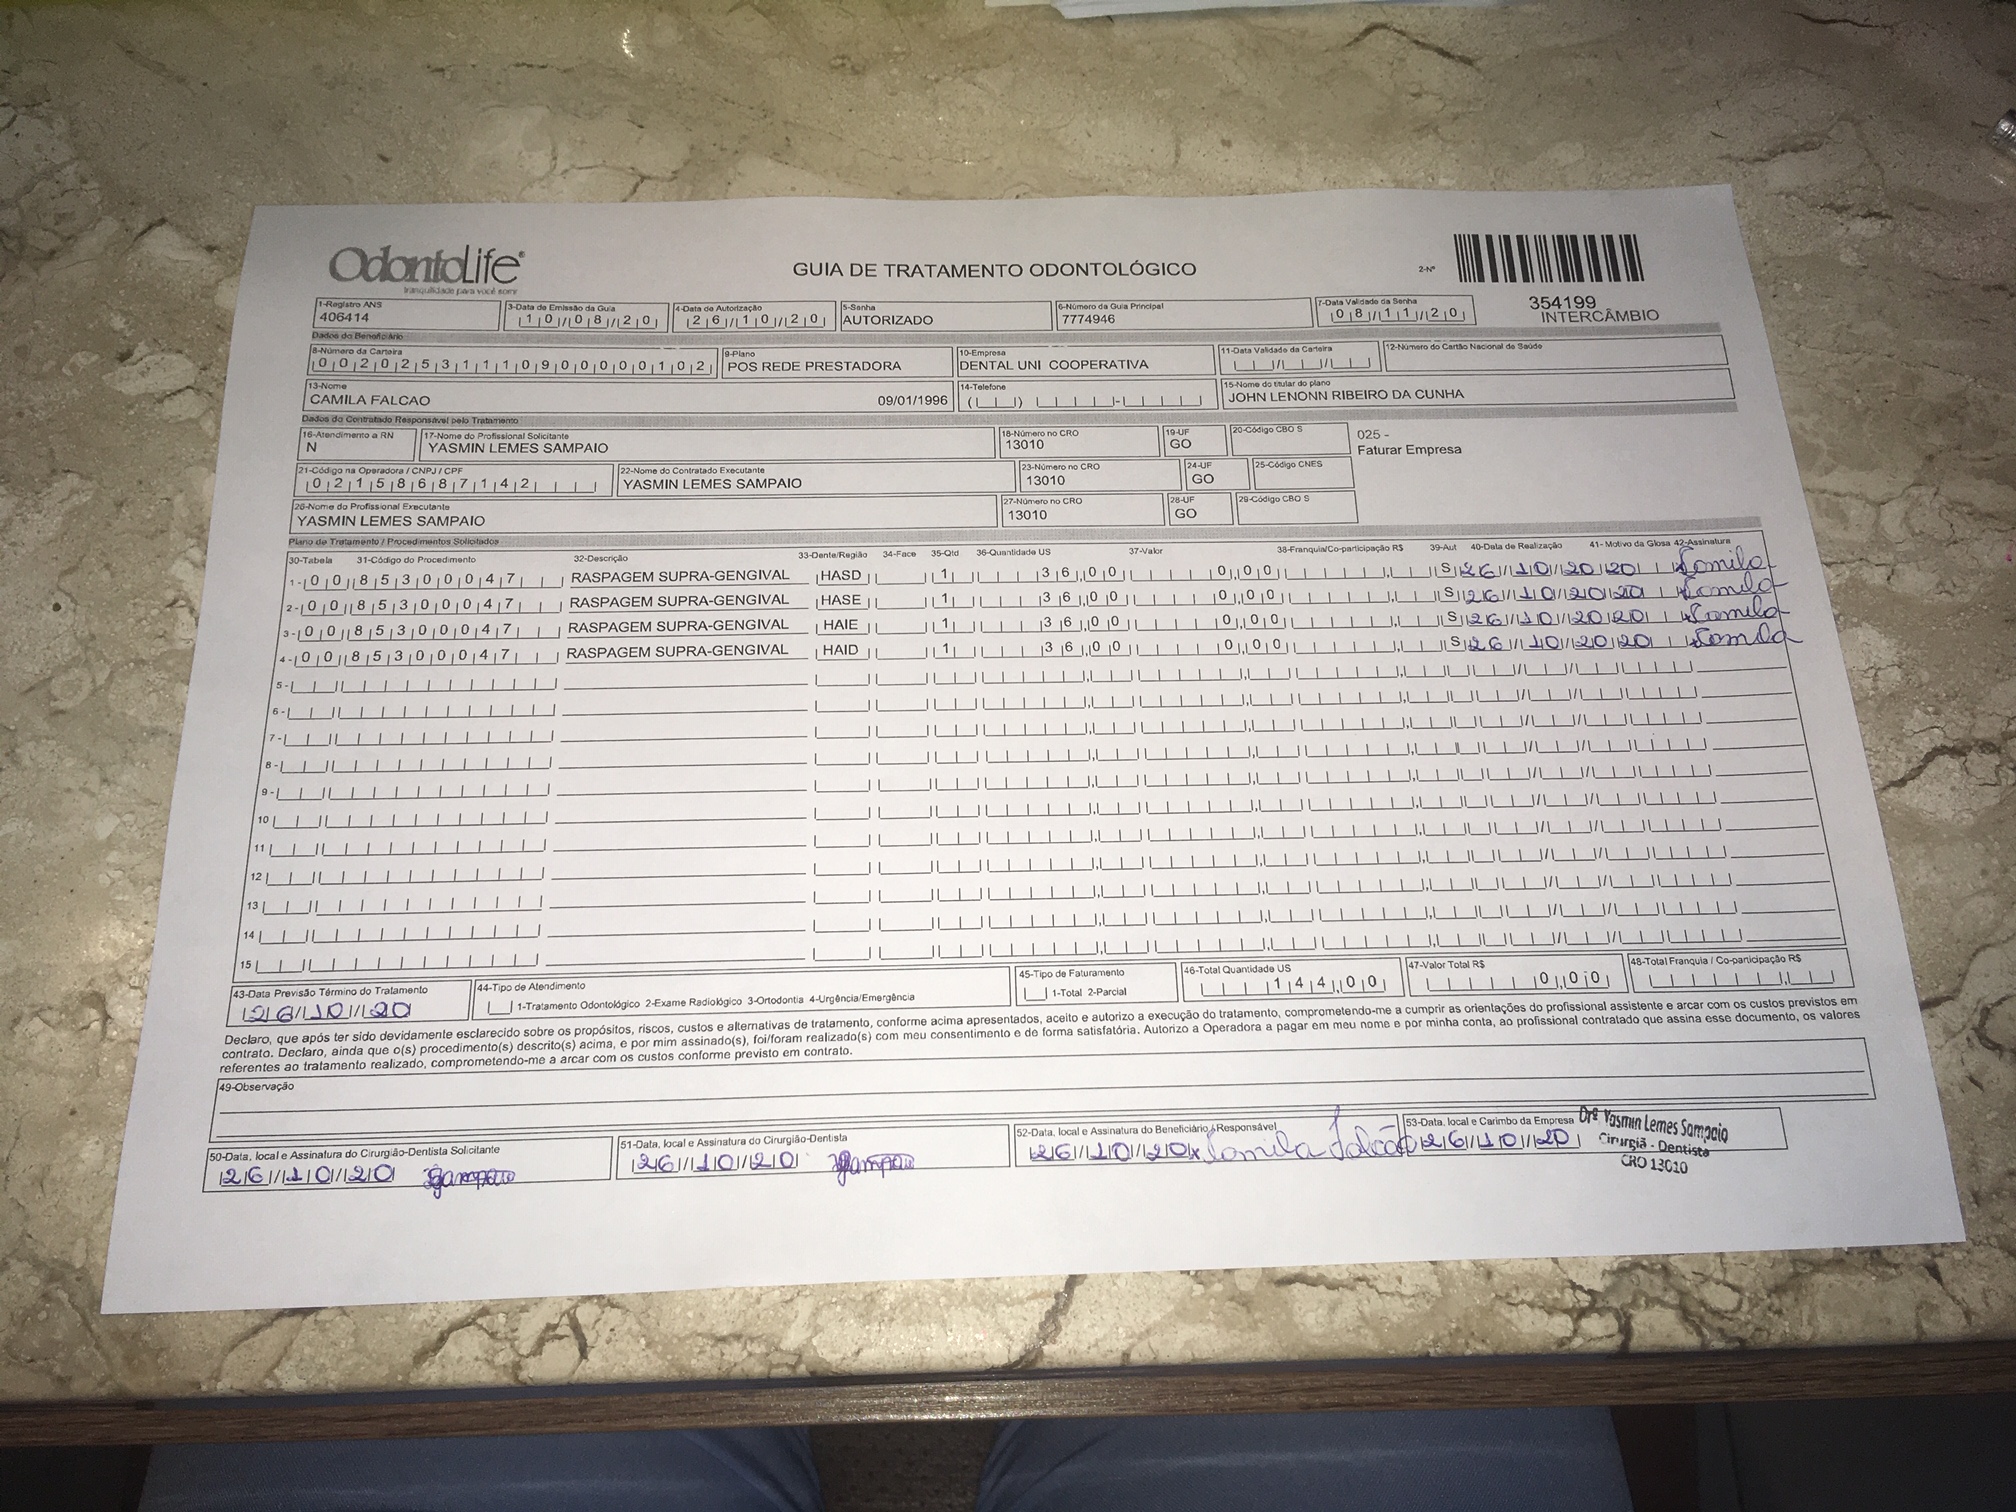 OdontoLife®
tranquilidade para você sorrir
GUIA DE TRATAMENTO ODONTOLÓGICO
2-Nº
354199
INTERCÂMBIO
1-Registro ANS
406414
3-Data de Emissão da Guia
10/08/20
4-Data de Autorização
26/10/20
5-Senha
AUTORIZADO
6-Número da Guia Principal
7774946
7-Data Validade da Senha
08/11/20
Dados do Beneficiário
8-Número da Carteira
00202531110900000102
9-Plano
POS REDE PRESTADORA
10-Empresa
DENTAL UNI COOPERATIVA
11-Data Validade da Carteira
12-Número do Cartão Nacional de Saúde
13-Nome
CAMILA FALCAO 09/01/1996
14-Telefone
15-Nome do titular do plano
JOHN LENONN RIBEIRO DA CUNHA
Dados do Contratado Responsável pelo Tratamento
16-Atendimento a RN
N
17-Nome do Profissional Solicitante
YASMIN LEMES SAMPAIO
18-Número no CRO
13010
19-UF
GO
20-Código CBO S
025 -
Faturar Empresa
21-Código na Operadora / CNPJ / CPF
02158687142
22-Nome do Contratado Executante
YASMIN LEMES SAMPAIO
23-Número no CRO
13010
24-UF
GO
25-Código CNES
26-Nome do Profissional Executante
YASMIN LEMES SAMPAIO
27-Número no CRO
13010
28-UF
GO
29-Código CBO S
Plano de Tratamento / Procedimentos Solicitados
30-Tabela 31-Código do Procedimento 32-Descrição 33-Dente/Região 34-Face 35-Qtd 36-Quantidade US 37-Valor 38-Franquia/Co-participação R$ 39-Aut 40-Data de Realização 41- Motivo da Glosa 42-Assinatura
1- 00 85300047 RASPAGEM SUPRA-GENGIVAL HASD 1 36,00 0,00 S 26/10/2020 Camila
2- 00 85300047 RASPAGEM SUPRA-GENGIVAL HASE 1 36,00 0,00 S 26/10/2020 Camila
3- 00 85300047 RASPAGEM SUPRA-GENGIVAL HAIE 1 36,00 0,00 S 26/10/2020 Camila
4- 00 85300047 RASPAGEM SUPRA-GENGIVAL HAID 1 36,00 0,00 S 26/10/2020 Camila
5-
6-
7-
8-
9-
10
11
12
13
14
15
43-Data Previsão Término do Tratamento
26/10/20
44-Tipo de Atendimento
1-Tratamento Odontológico 2-Exame Radiológico 3-Ortodontia 4-Urgência/Emergência
45-Tipo de Faturamento
1-Total 2-Parcial
46-Total Quantidade US
144,00
47-Valor Total R$
0,00
48-Total Franquia / Co-participação R$
Declaro, que após ter sido devidamente esclarecido sobre os propósitos, riscos, custos e alternativas de tratamento, conforme acima apresentados, aceito e autorizo a execução do tratamento, comprometendo-me a cumprir as orientações do profissional assistente e arcar com os custos previstos em
contrato. Declaro, ainda que o(s) procedimento(s) descrito(s) acima, e por mim assinado(s), foi/foram realizado(s) com meu consentimento e de forma satisfatória. Autorizo a Operadora a pagar em meu nome e por minha conta, ao profissional contratado que assina esse documento, os valores
referentes ao tratamento realizado, comprometendo-me a arcar com os custos conforme previsto em contrato.
49-Observação
50-Data, local e Assinatura do Cirurgião-Dentista Solicitante
26/10/20
51-Data, local e Assinatura do Cirurgião-Dentista
26/10/20
52-Data, local e Assinatura do Beneficiário / Responsável
26/10/20 x Camila Falcão
53-Data, local e Carimbo da Empresa
26/10/20
Drª Yasmin Lemes Sampaio
Cirurgiã - Dentista
CRO 13010